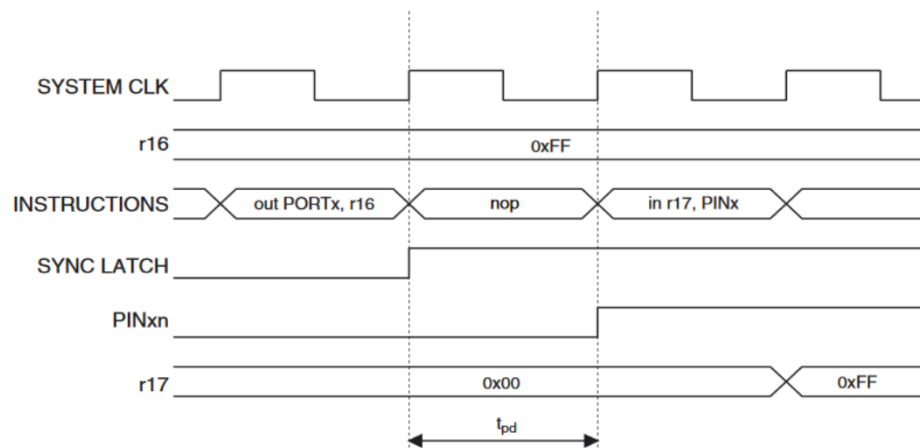 SYSTEM CLK
r16
0xFF
INSTRUCTIONS
out PORTx, r16
nop
in r17, PINx
SYNC LATCH
PINxn
r17
0x00
0xFF
tpd